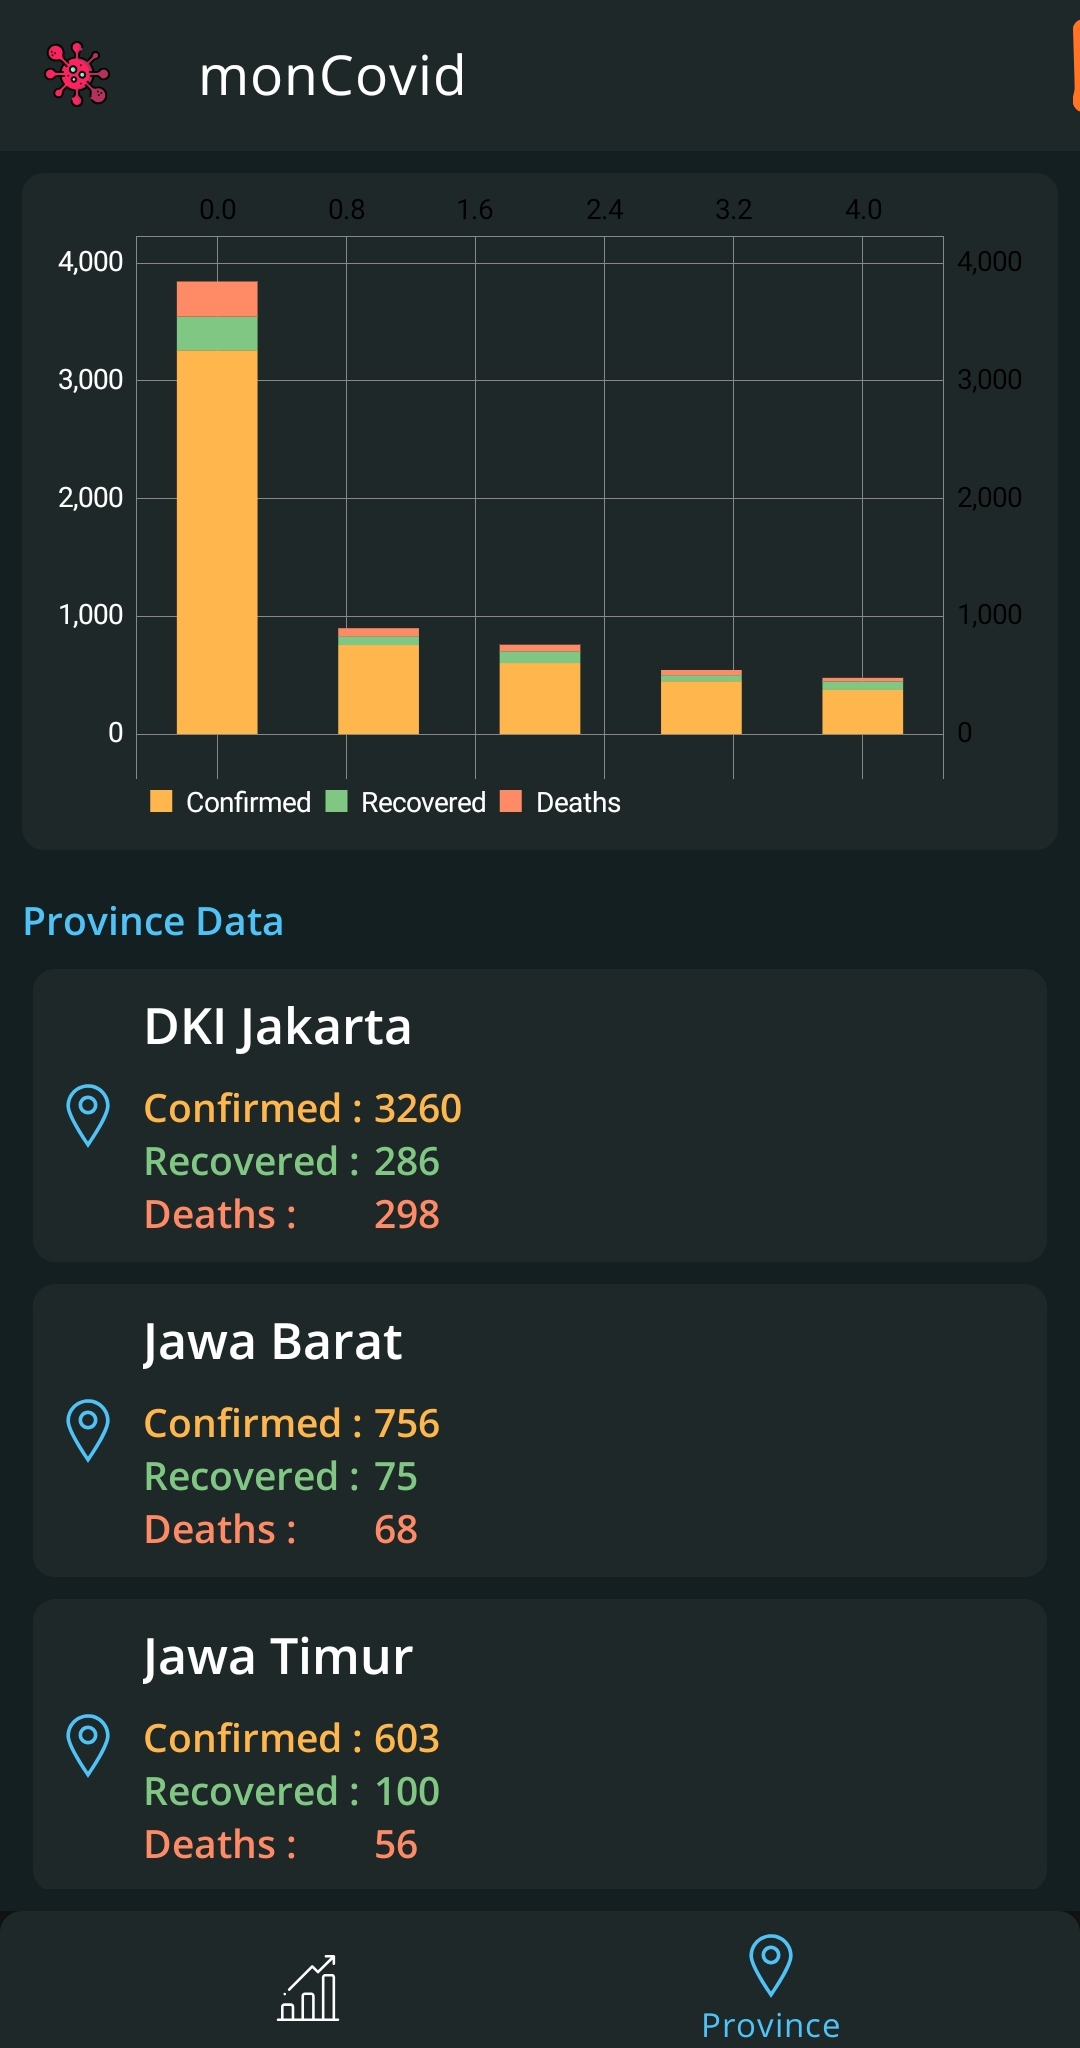 monCovid
0.0 0.8 1.6 2.4 3.2 4.0
4,000 4,000
3,000 3,000
2,000 2,000
1,000 1,000
0 0
Confirmed Recovered Deaths
Province Data
DKI Jakarta
Confirmed : 3260
Recovered : 286
Deaths : 298
Jawa Barat
Confirmed : 756
Recovered : 75
Deaths : 68
Jawa Timur
Confirmed : 603
Recovered : 100
Deaths : 56
Province